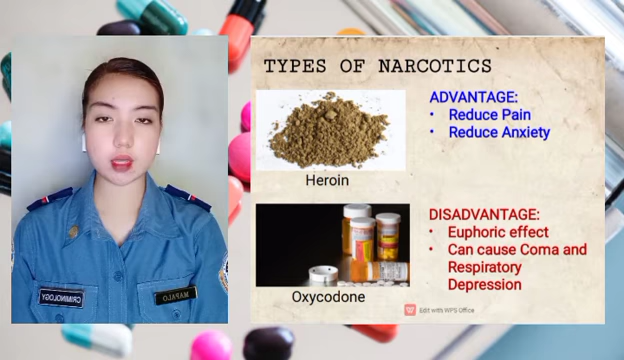 TYPES OF NARCOTICS
ADVANTAGE:
• Reduce Pain
• Reduce Anxiety
Heroin
DISADVANTAGE:
• Euphoric effect
• Can cause Coma and
Respiratory
Depression
Oxycodone
Edit with WPS Office
CRIMINOLOGY
MAPALO